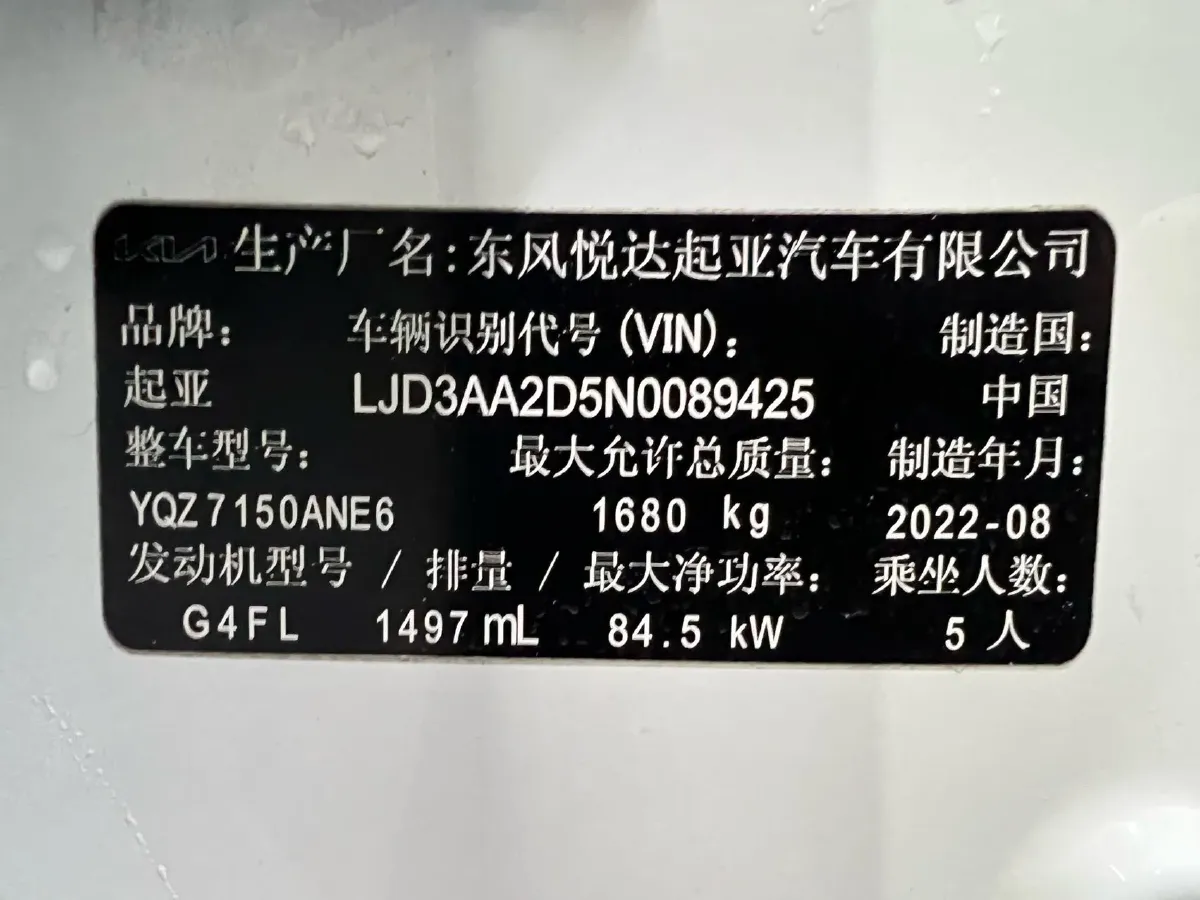 KIA 生产厂名：东风悦达起亚汽车有限公司
品牌： 车辆识别代号（VIN）： 制造国：
起亚 LJD3AA2D5N0089425 中国
整车型号： 最大允许总质量： 制造年月：
YQZ7150ANE6 1680 kg 2022-08
发动机型号 / 排量 / 最大净功率： 乘坐人数：
G4FL 1497 mL 84.5 kW 5 人